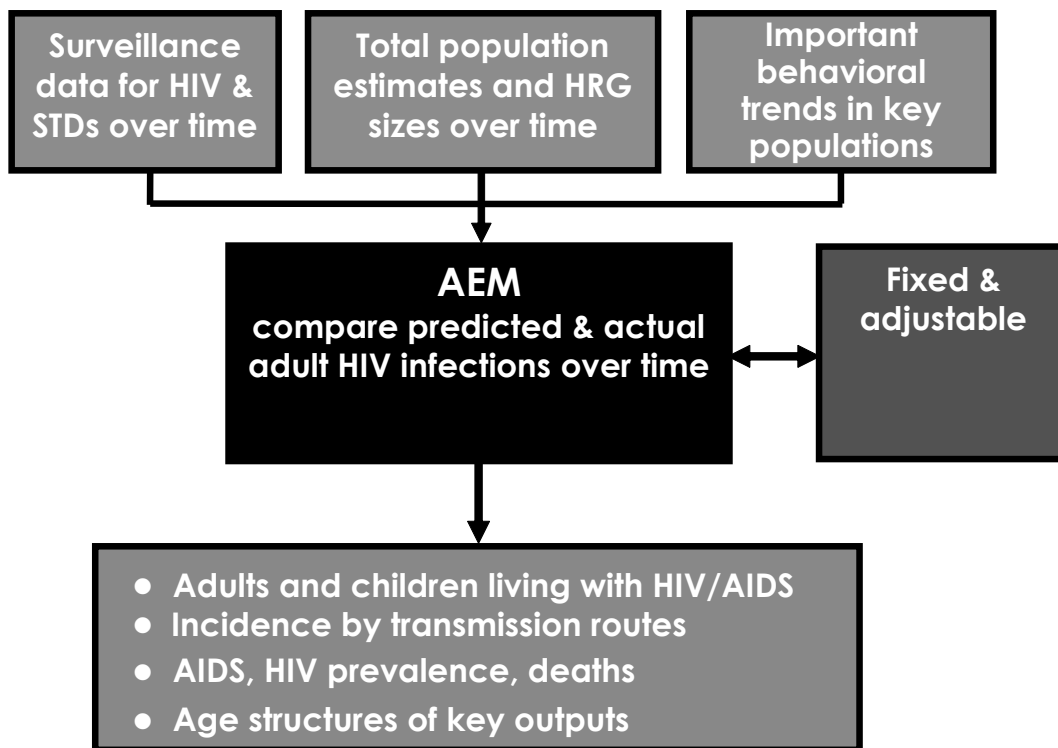 Surveillance
data for HIV &
STDs over time
Total population
estimates and HRG
sizes over time
Important
behavioral
trends in key
populations
AEM
compare predicted & actual
adult HIV infections over time
Fixed &
adjustable
● Adults and children living with HIV/AIDS
● Incidence by transmission routes
● AIDS, HIV prevalence, deaths
● Age structures of key outputs